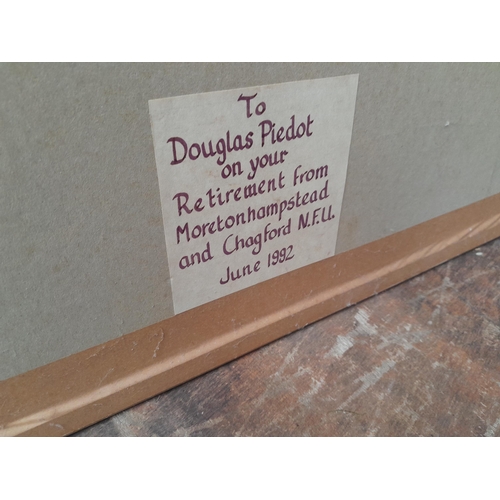 To
Douglas Piedot
on your
Retirement from
Moretonhampstead
and Chagford N.F.U.
June 1992